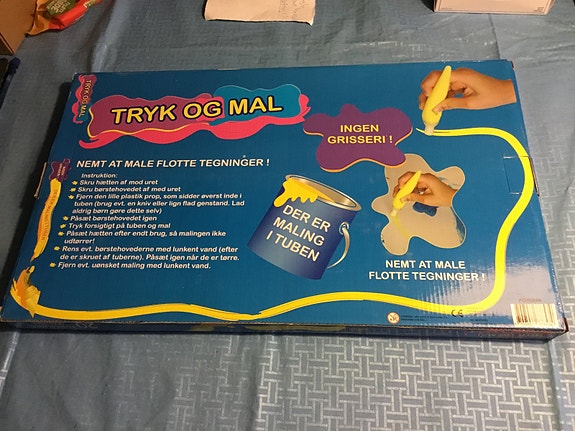 TRYK OG MAL
TRYK OG MAL
INGEN
GRISSERI !
NEMT AT MALE FLOTTE TEGNINGER !
Instruktion:
Skru hætten af mod uret
Skru børstehovedet af mod uret
Fjern den lille plastik prop, som sidder øverst inde i
tuben (brug evt. en kniv eller lign flad genstand. Lad
aldrig børn gøre dette selv)
Påsæt børstehovedet igen
Tryk forsigtigt på tuben og mal
Påsæt hætten efter endt brug, så malingen ikke
udtørrer!
Rens evt. børstehovederne med lunkent vand (efter
de er skruet af tuberne). Påsæt igen når de er tørre.
Fjern evt. uønsket maling med lunkent vand.
DER ER
MALING
I TUBEN
NEMT AT MALE
FLOTTE TEGNINGER !
CE